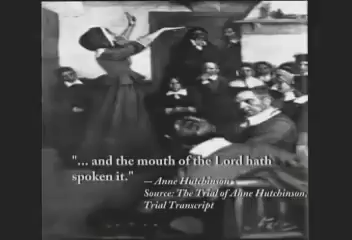 "... and the mouth of the Lord hath
spoken it."
— Anne Hutchinson
Source: The Trial of Anne Hutchinson,
Trial Transcript